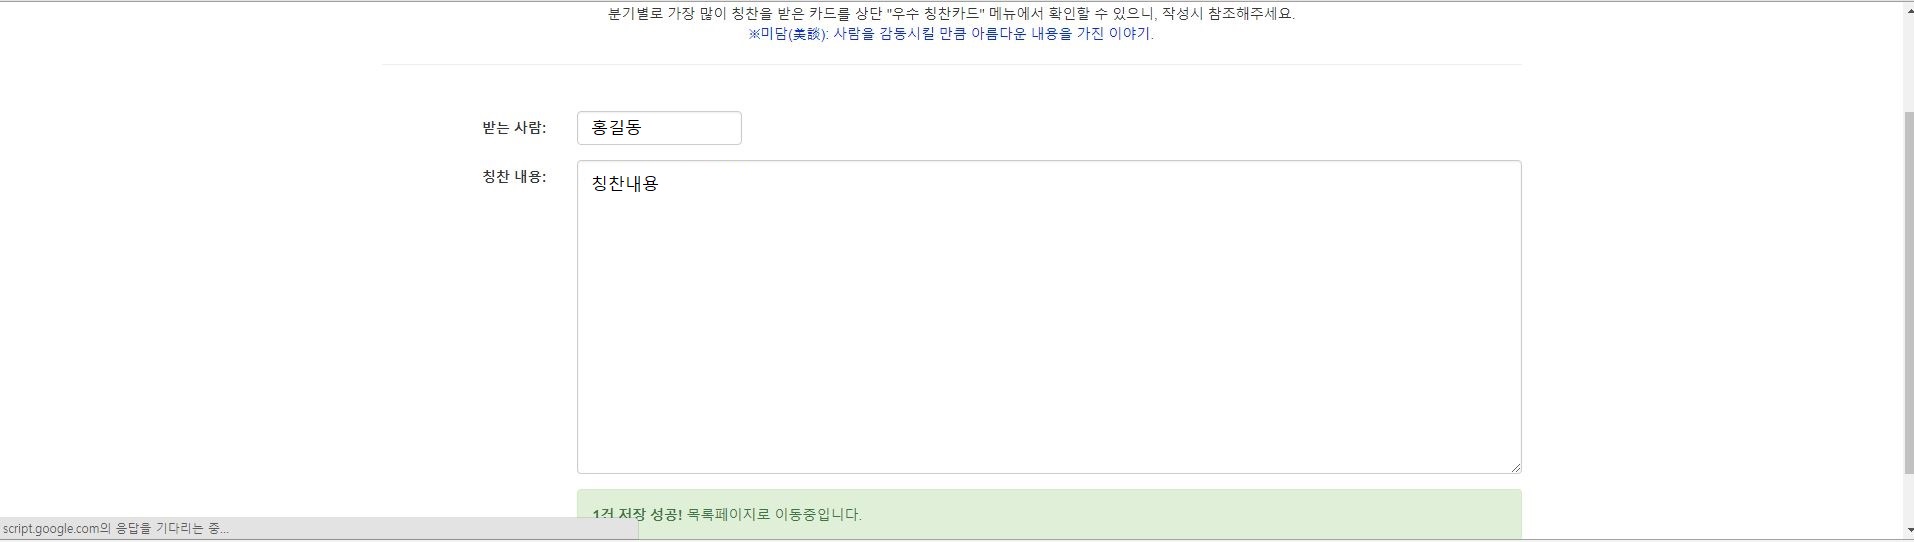 분기별로 가장 많이 칭찬을 받은 카드를 상단 "우수 칭찬카드" 메뉴에서 확인할 수 있으니, 작성시 참조해주세요.
※미담(美談): 사람을 감동시킬 만큼 아름다운 내용을 가진 이야기.
받는 사람: 홍길동
칭찬 내용: 칭찬내용
1건 저장 성공! 목록페이지로 이동중입니다.
script.google.com의 응답을 기다리는 중...